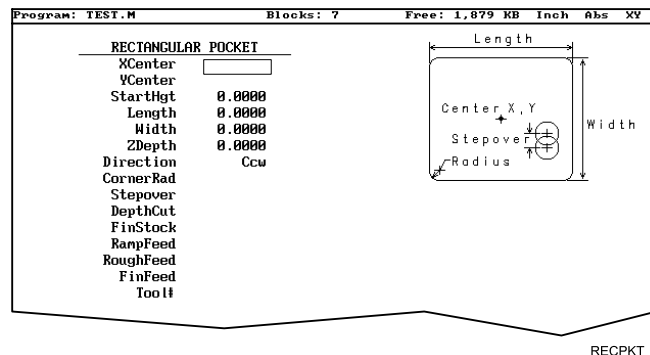 Program: TEST.M Blocks: 7 Free: 1,879 KB Inch Abs XY
RECTANGULAR POCKET
XCenter
YCenter
StartHgt 0.0000
Length 0.0000
Width 0.0000
ZDepth 0.0000
Direction Ccw
CornerRad
Stepover
DepthCut
FinStock
RampFeed
RoughFeed
FinFeed
Tool#
Length
Center X,Y
Width
Stepover
Radius
RECPKT